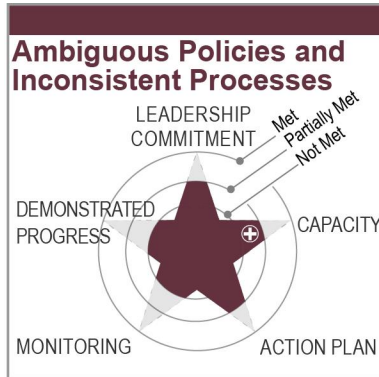 Ambiguous Policies and
Inconsistent Processes
LEADERSHIP
COMMITMENT
Met
Partially Met
Not Met
DEMONSTRATED
PROGRESS
CAPACITY
MONITORING
ACTION PLAN